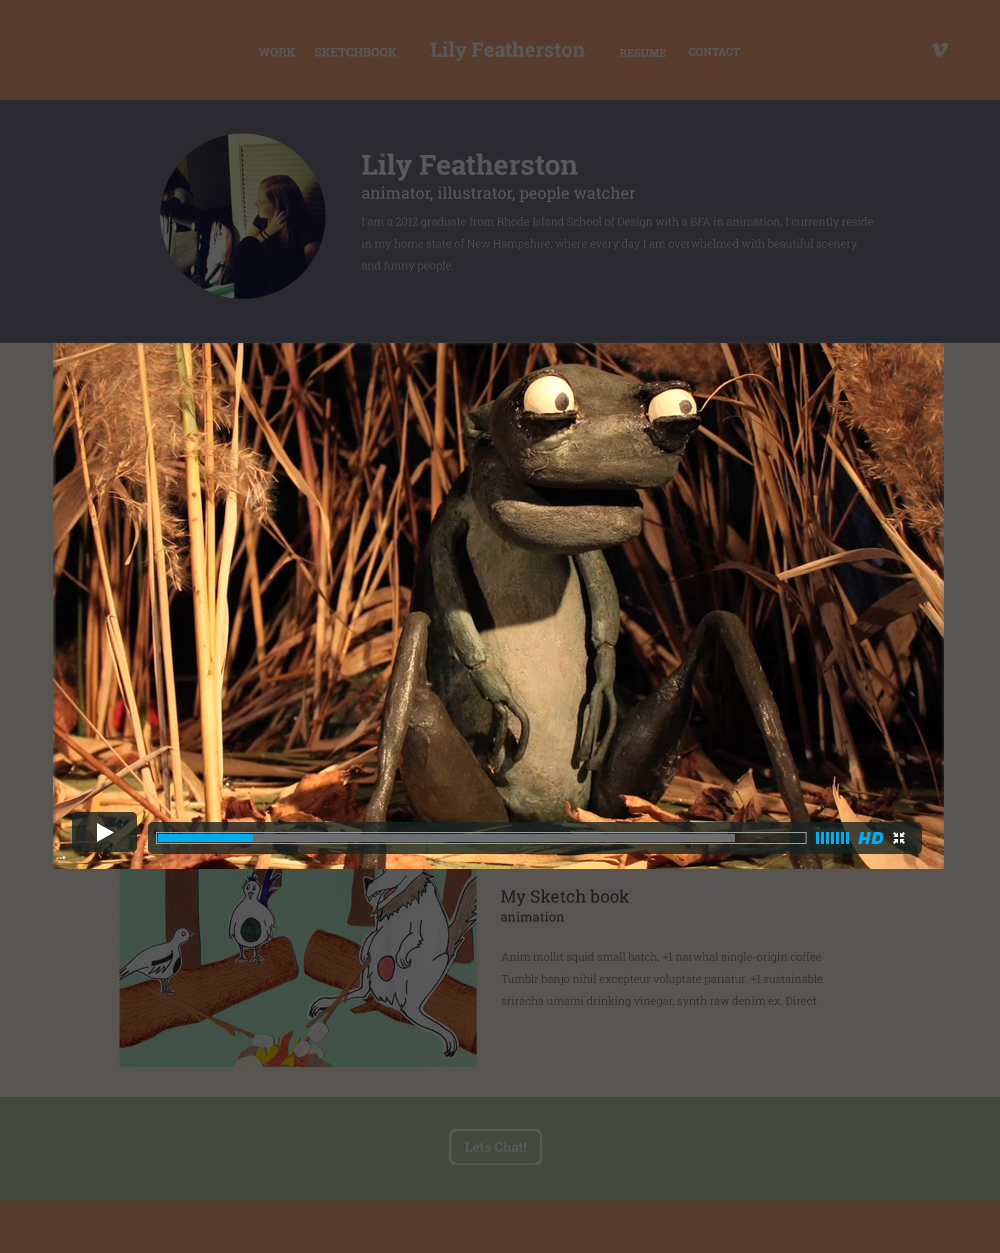 WORK SKETCHBOOK Lily Featherston RESUME CONTACT
Lily Featherston
animator, illustrator, people watcher
I am a 2012 graduate from Rhode Island School of Design with a BFA in animation. I currently reside
in my home state of New Hampshire, where every day I am overwhelmed with beautiful scenery
and funny people.
HD
My Sketch book
animation
Anim mollit squid small batch, +1 narwhal single-origin coffee
Tumblr banjo nihil excepteur voluptate pariatur. +1 sustainable
sriracha umami drinking vinegar, synth raw denim ex. Direct
Lets Chat!